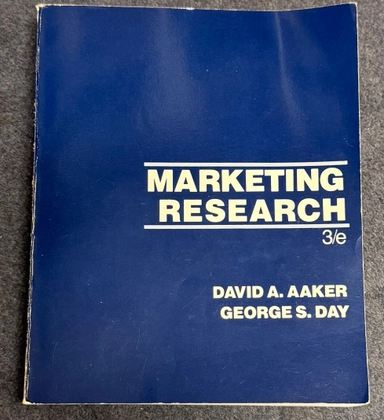 MARKETING
RESEARCH
3/e
DAVID A. AAKER
GEORGE S. DAY